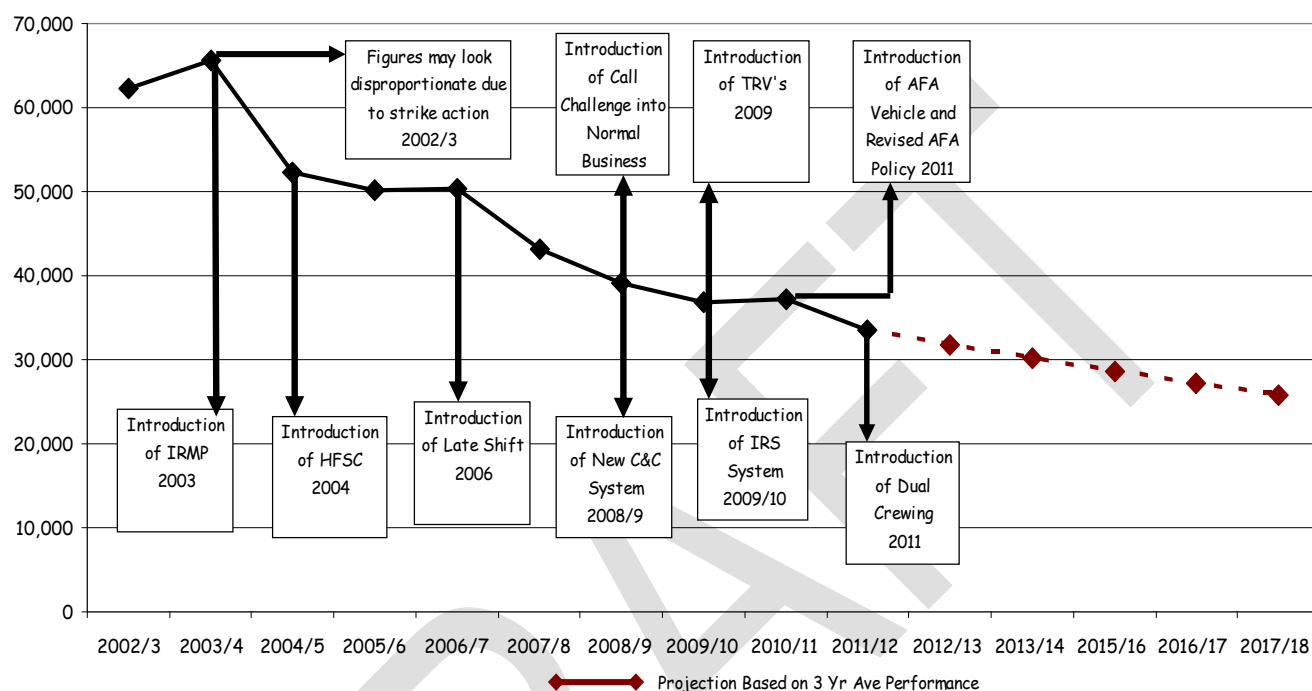 70,000
60,000
50,000
40,000
30,000
20,000
10,000
0
Figures may look
disproportionate due
to strike action
2002/3
Introduction
of Call
Challenge into
Normal
Business
Introduction
of TRV's
2009
Introduction
of AFA
Vehicle and
Revised AFA
Policy 2011
Introduction
of IRMP
2003
Introduction
of HFSC
2004
Introduction
of Late Shift
2006
Introduction
of New C&C
System
2008/9
Introduction
of IRS
System
2009/10
Introduction
of Dual
Crewing
2011
2002/3 2003/4 2004/5 2005/6 2006/7 2007/8 2008/9 2009/10 2010/11 2011/12 2012/13 2013/14 2015/16 2016/17 2017/18
Projection Based on 3 Yr Ave Performance
DRAFT